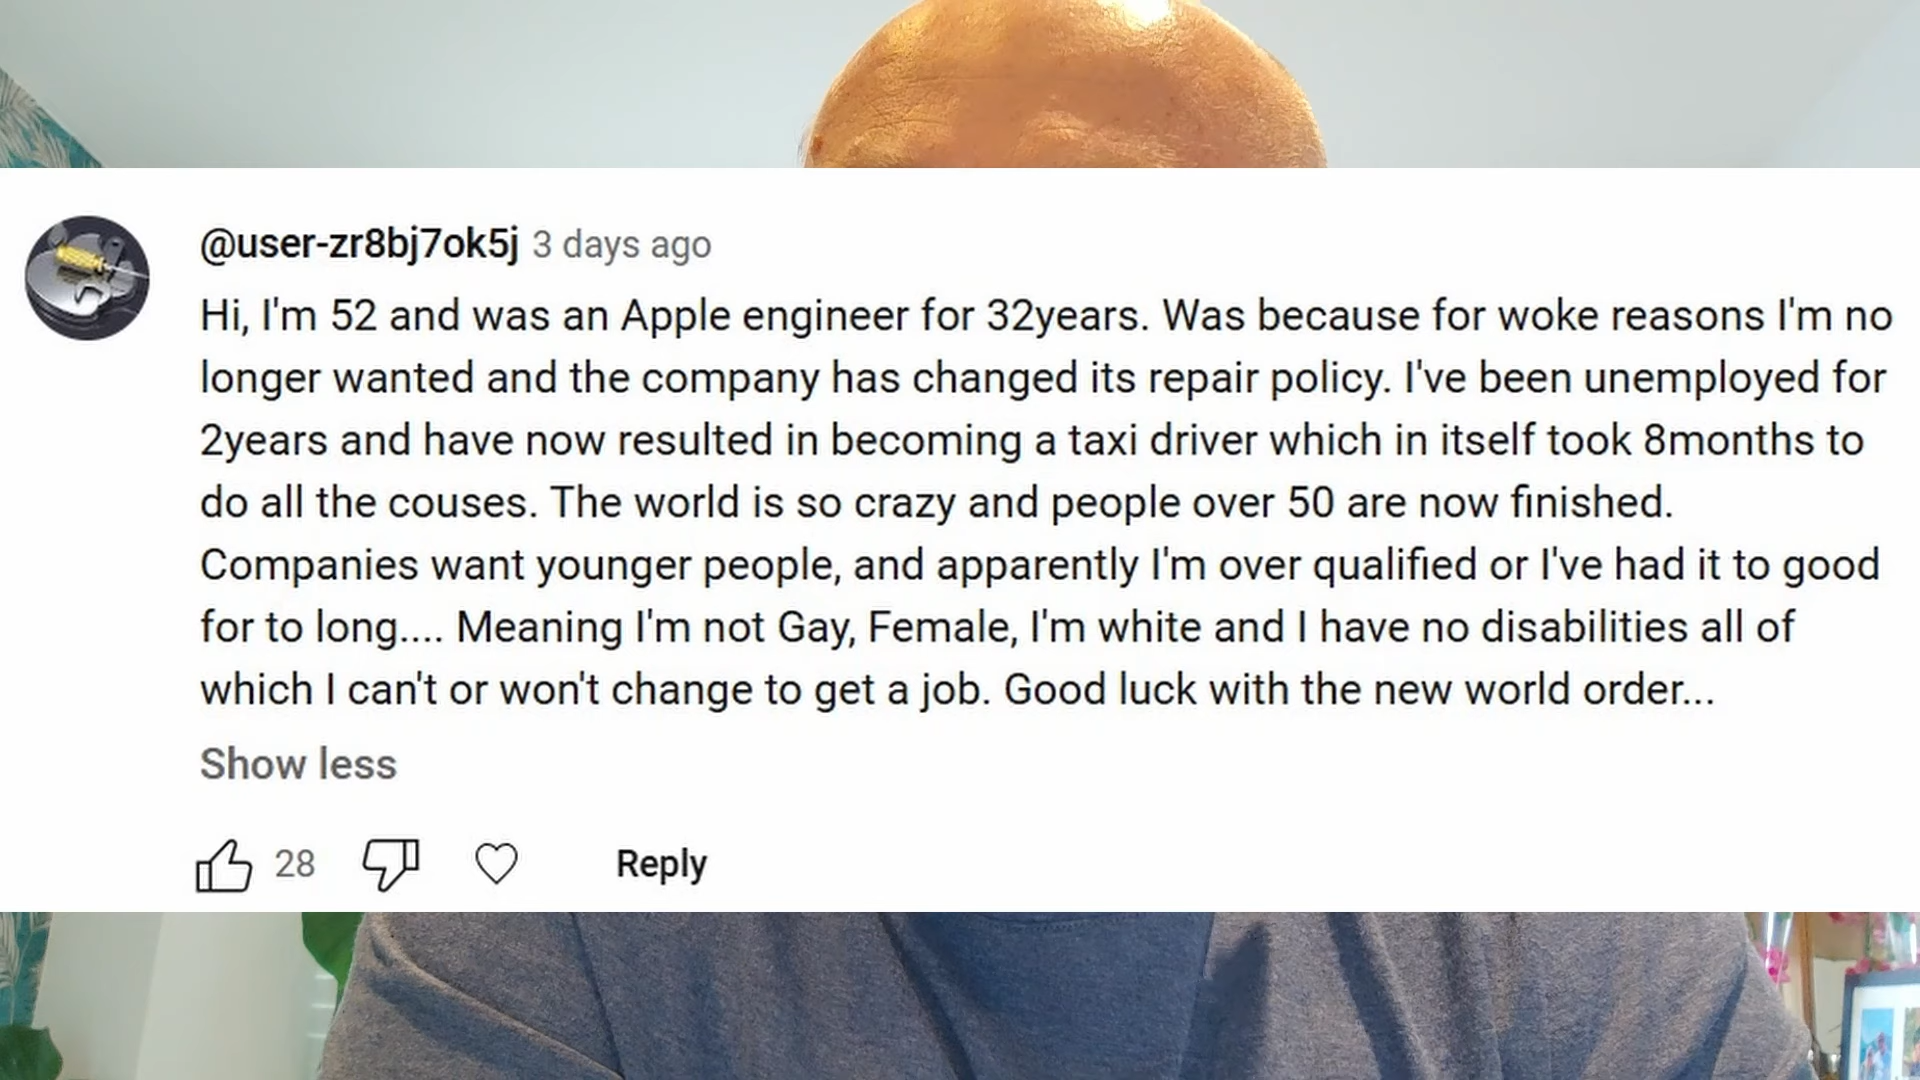 @user-zr8bj7ok5j 3 days ago
Hi, I'm 52 and was an Apple engineer for 32years. Was because for woke reasons I'm no
longer wanted and the company has changed its repair policy. I've been unemployed for
2years and have now resulted in becoming a taxi driver which in itself took 8months to
do all the couses. The world is so crazy and people over 50 are now finished.
Companies want younger people, and apparently I'm over qualified or I've had it to good
for to long.... Meaning I'm not Gay, Female, I'm white and I have no disabilities all of
which I can't or won't change to get a job. Good luck with the new world order...
Show less
28 Reply